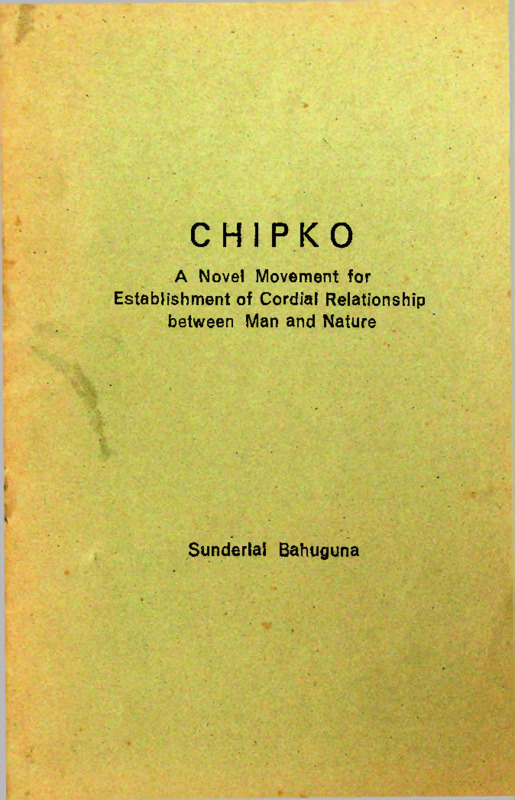 CHIPKO
A Novel Movement for
Establishment of Cordial Relationship
between Man and Nature
Sunderlal Bahuguna